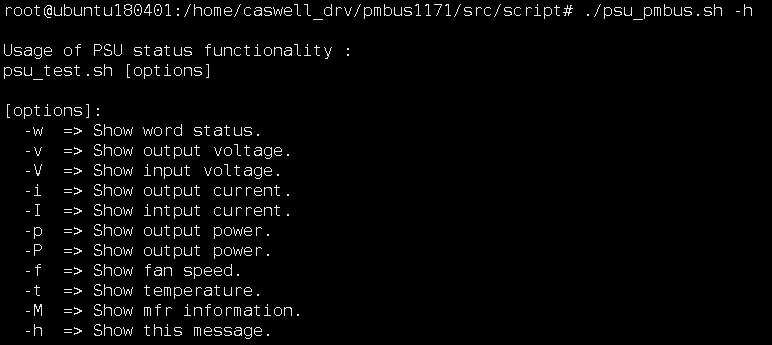 root@ubuntu180401:/home/caswell_drv/pmbus1171/src/script# ./psu_pmbus.sh -h
Usage of PSU status functionality :
psu_test.sh [options]
[options]:
-w => Show word status.
-v => Show output voltage.
-V => Show input voltage.
-i => Show output current.
-I => Show intput current.
-p => Show output power.
-P => Show output power.
-f => Show fan speed.
-t => Show temperature.
-M => Show mfr information.
-h => Show this message.